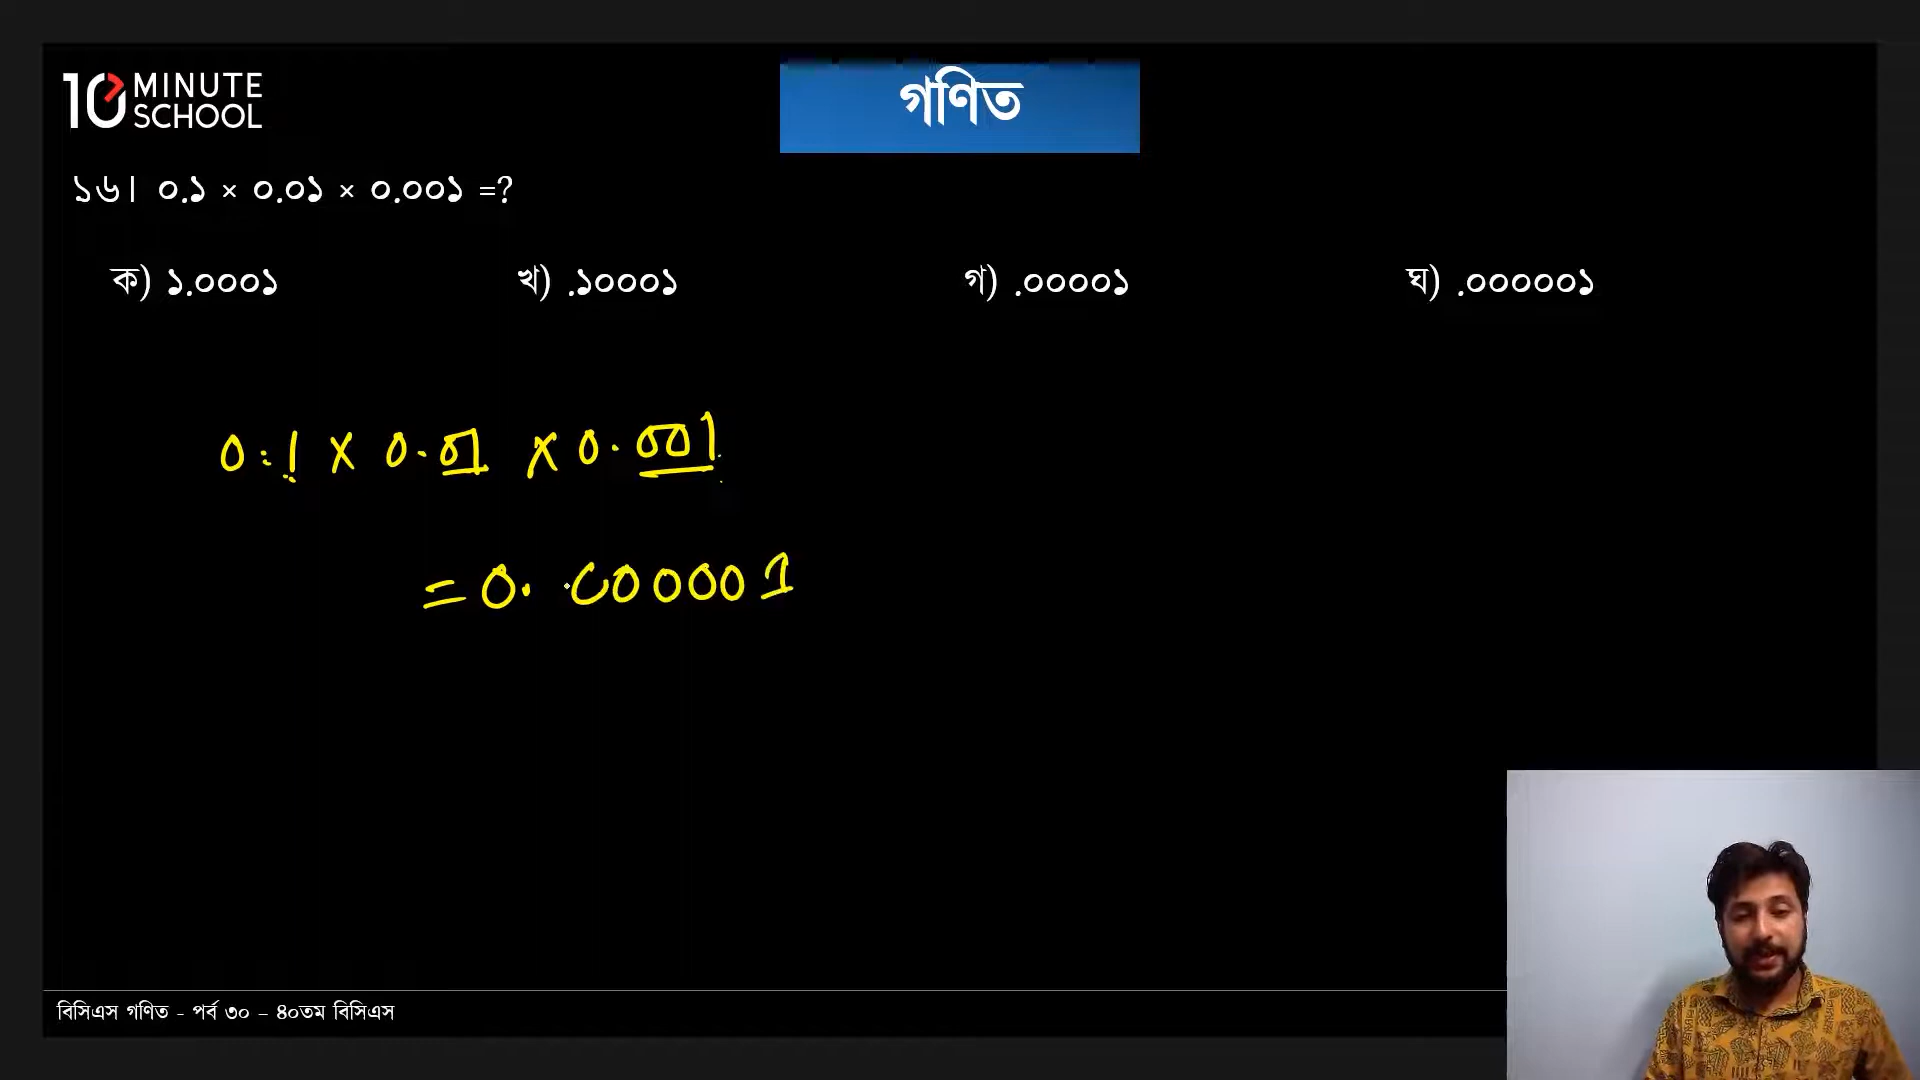 10 MINUTE
SCHOOL
গণিত
১৬। ০.১ × ০.০১ × ০.০০১ =?
ক) ১.০০০১ খ) .১০০০১ গ) .০০০০১ ঘ) .০০০০০১
0.1 X 0.01 X 0.001
= 0.000001
বিসিএস গণিত - পর্ব ৩০ – ৪০তম বিসিএস